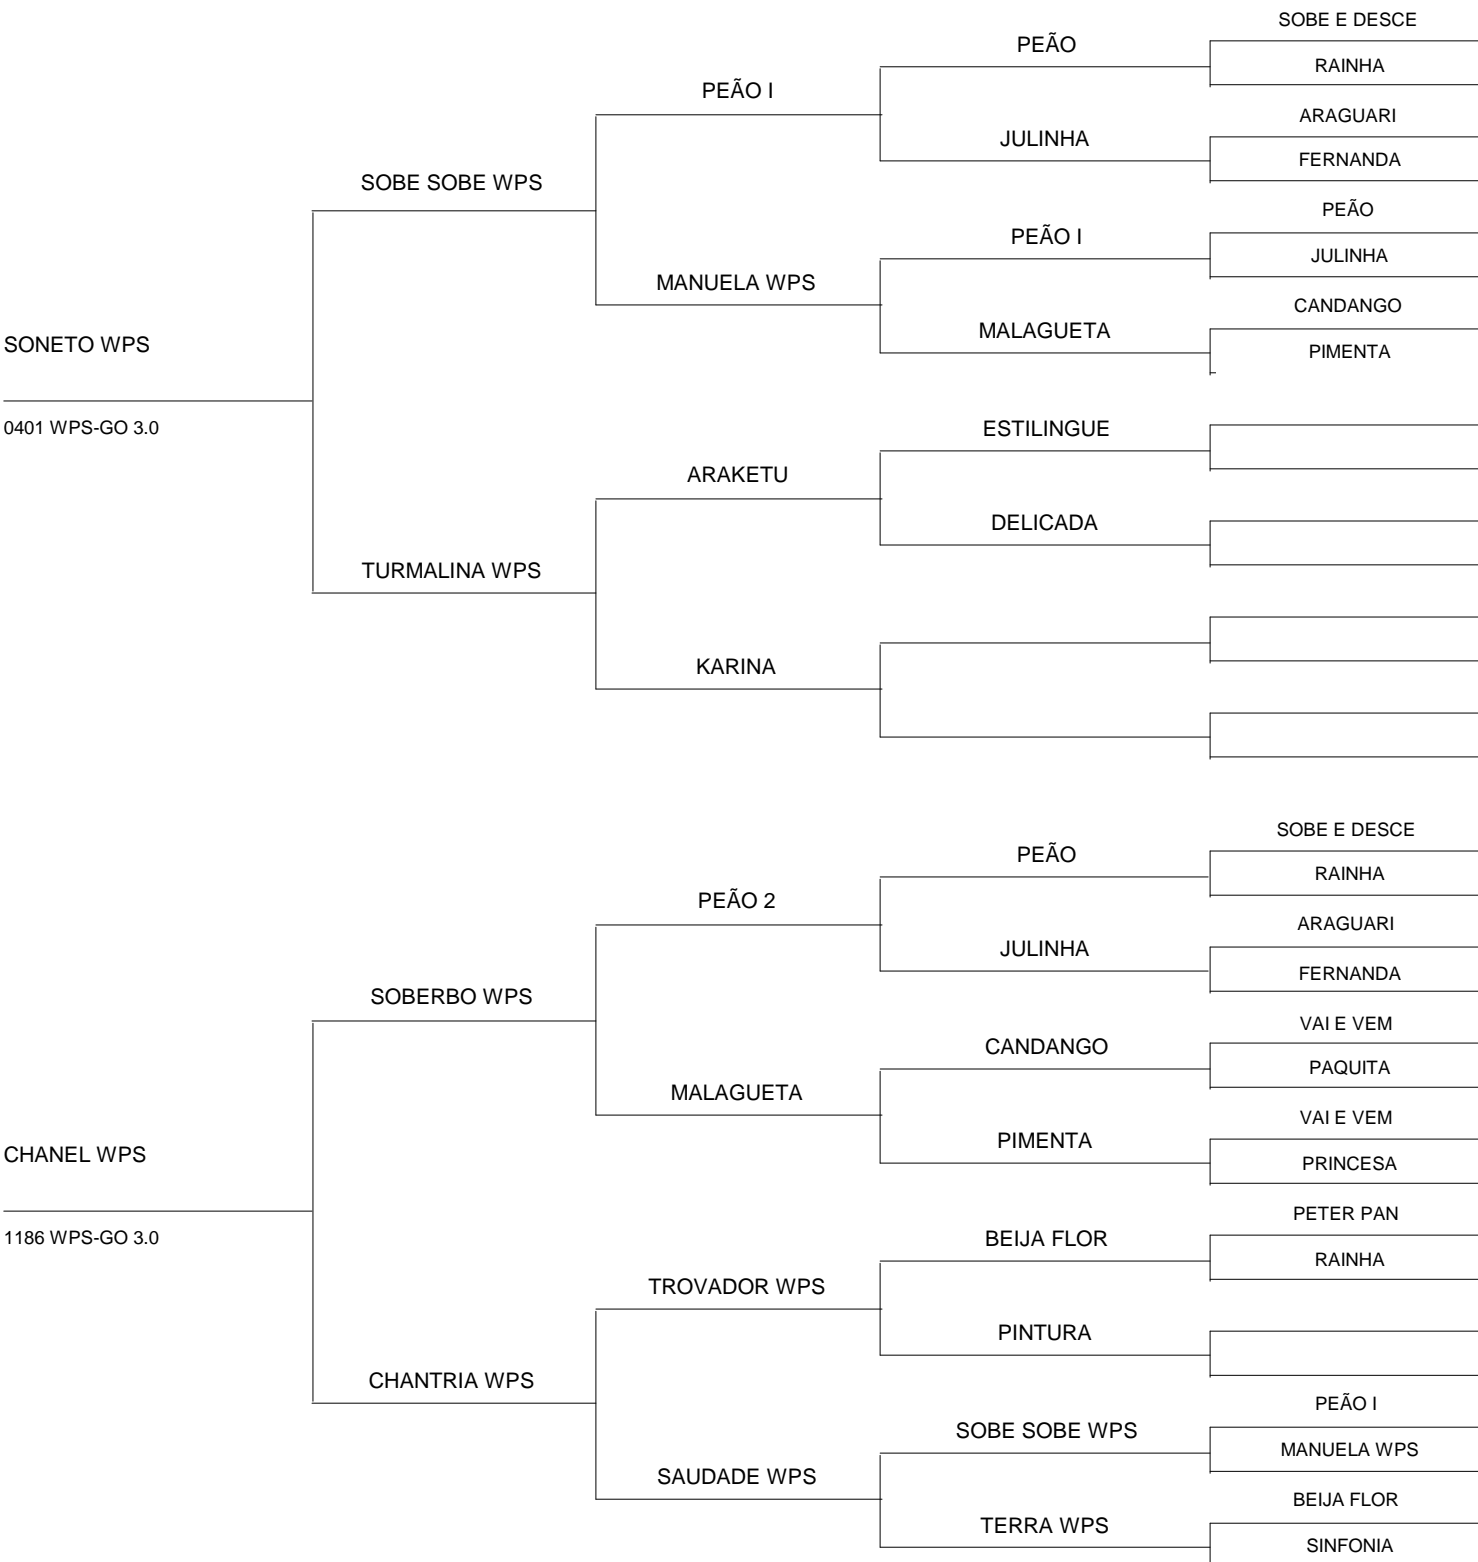 SOBE E DESCE
PEÃO
RAINHA
PEÃO I
ARAGUARI
JULINHA
FERNANDA
SOBE SOBE WPS
PEÃO
PEÃO I
JULINHA
MANUELA WPS
CANDANGO
MALAGUETA
PIMENTA
SONETO WPS
0401 WPS-GO 3.0
ESTILINGUE
ARAKETU
DELICADA
TURMALINA WPS
KARINA
SOBE E DESCE
PEÃO
RAINHA
PEÃO 2
ARAGUARI
JULINHA
FERNANDA
SOBERBO WPS
VAI E VEM
CANDANGO
PAQUITA
MALAGUETA
VAI E VEM
PIMENTA
PRINCESA
CHANEL WPS
1186 WPS-GO 3.0
PETER PAN
BEIJA FLOR
RAINHA
TROVADOR WPS
PINTURA
CHANTRIA WPS
PEÃO I
SOBE SOBE WPS
MANUELA WPS
SAUDADE WPS
BEIJA FLOR
TERRA WPS
SINFONIA